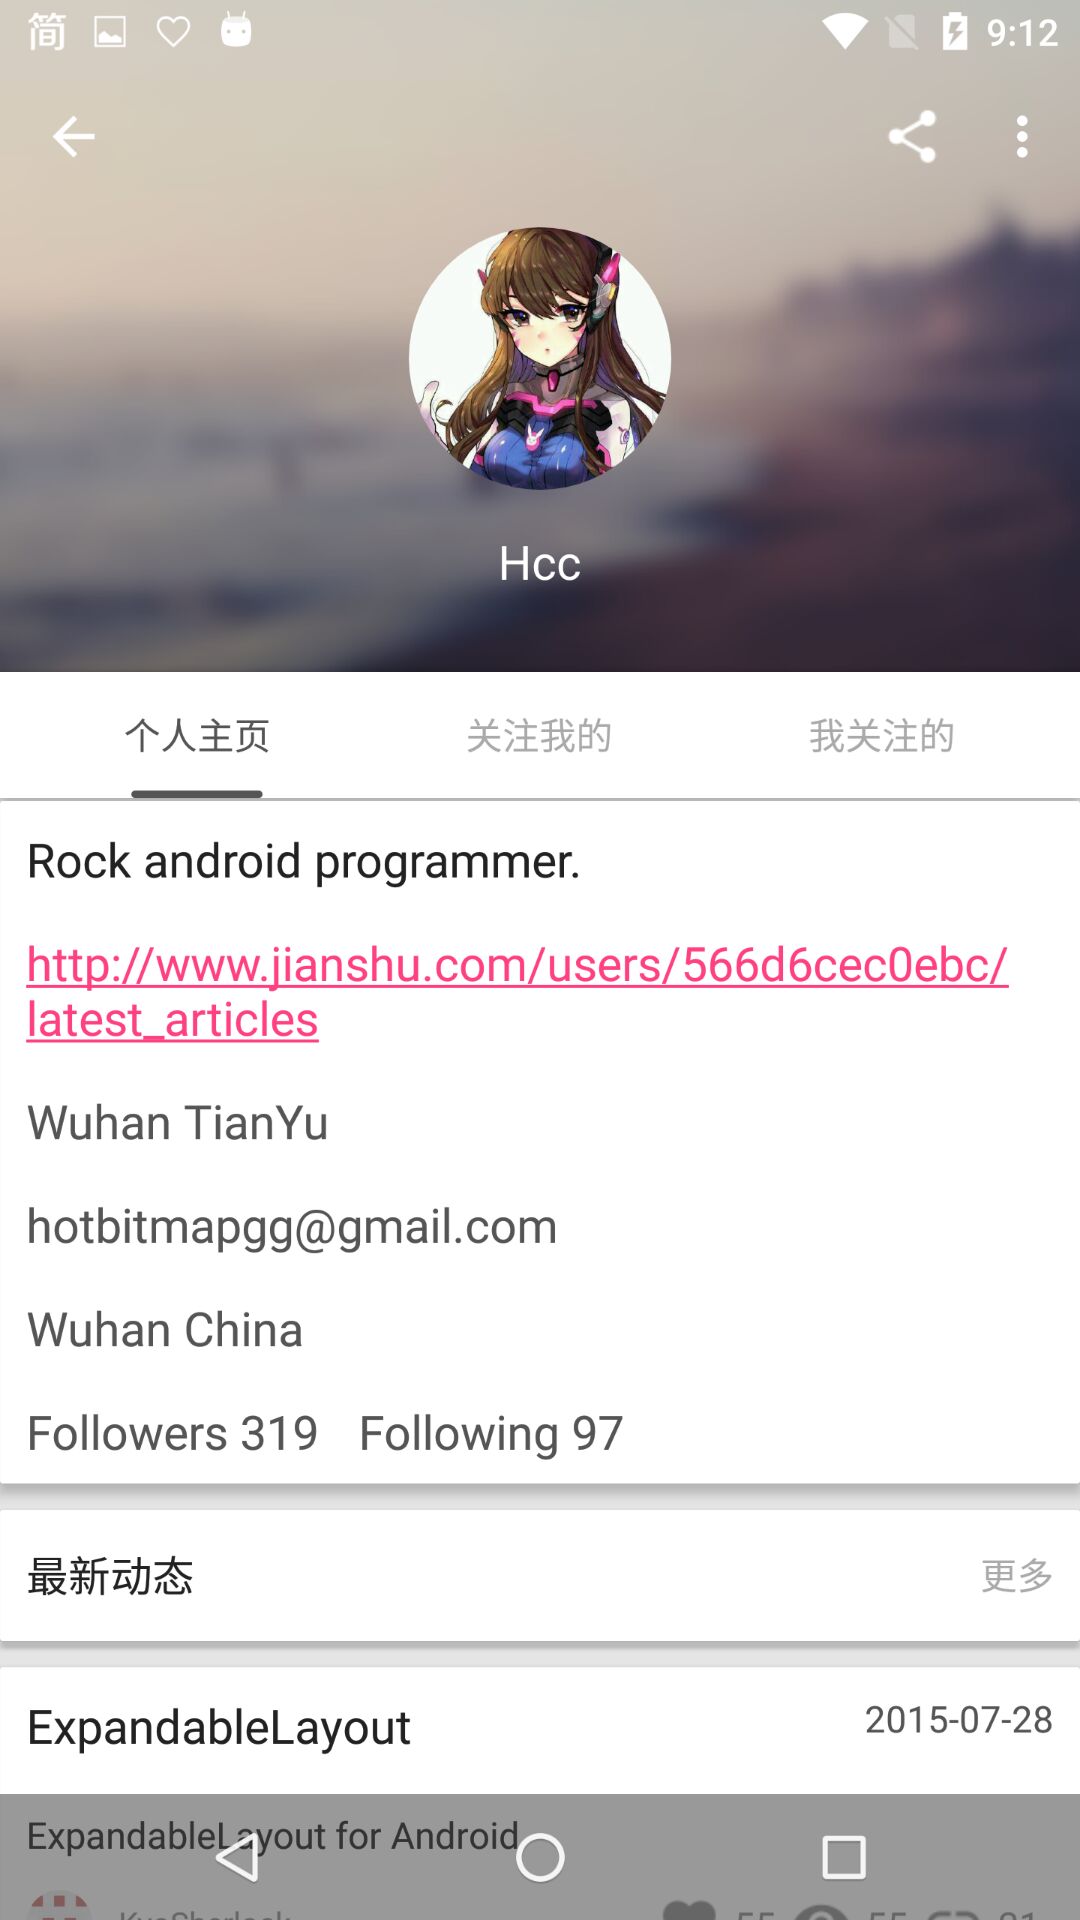 简 9:12
Hcc
个人主页 关注我的 我关注的
Rock android programmer.
http://www.jianshu.com/users/566d6cec0ebc/
latest_articles
Wuhan TianYu
hotbitmapgg@gmail.com
Wuhan China
Followers 319 Following 97
最新动态 更多
ExpandableLayout 2015-07-28
ExpandableLayout for Android